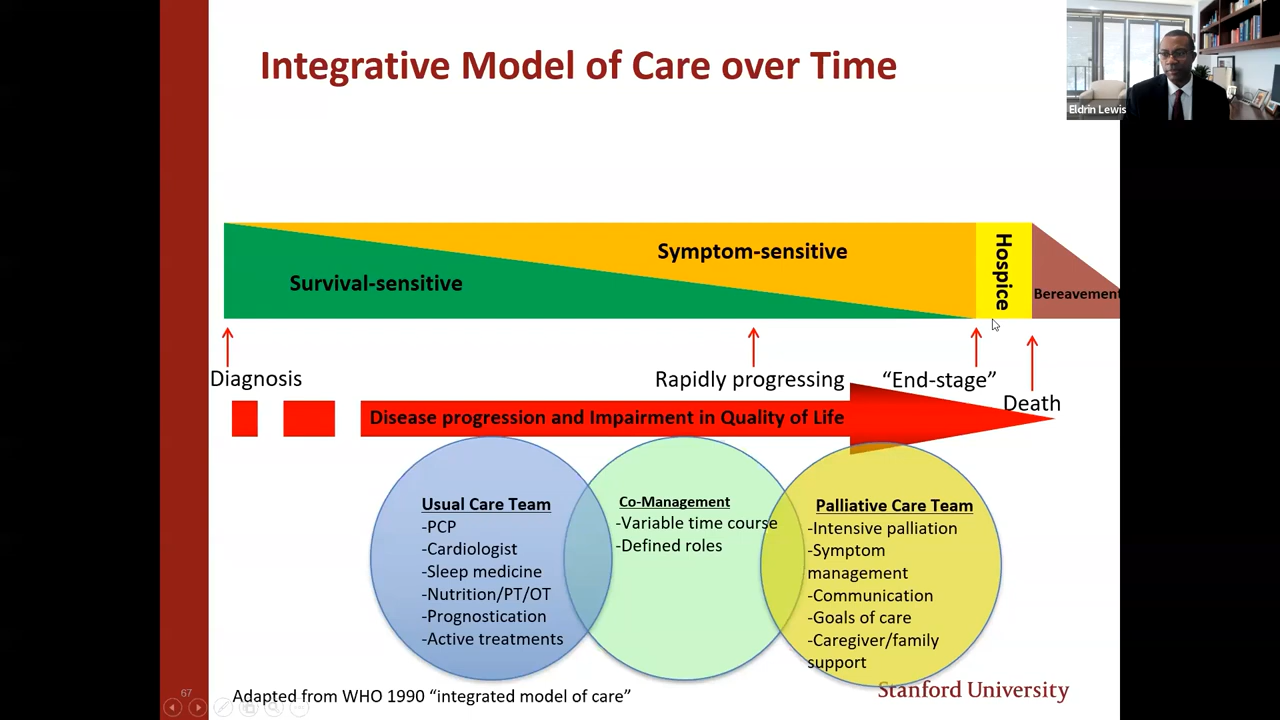 Integrative Model of Care over Time
Eldrin Lewis
Survival-sensitive
Symptom-sensitive
Hospice
Bereavement
Diagnosis
Rapidly progressing
“End-stage”
Death
Disease progression and Impairment in Quality of Life
Usual Care Team
-PCP
-Cardiologist
-Sleep medicine
-Nutrition/PT/OT
-Prognostication
-Active treatments
Co-Management
-Variable time course
-Defined roles
Palliative Care Team
-Intensive palliation
-Symptom
management
-Communication
-Goals of care
-Caregiver/family
support
67
Adapted from WHO 1990 “integrated model of care”
Stanford University